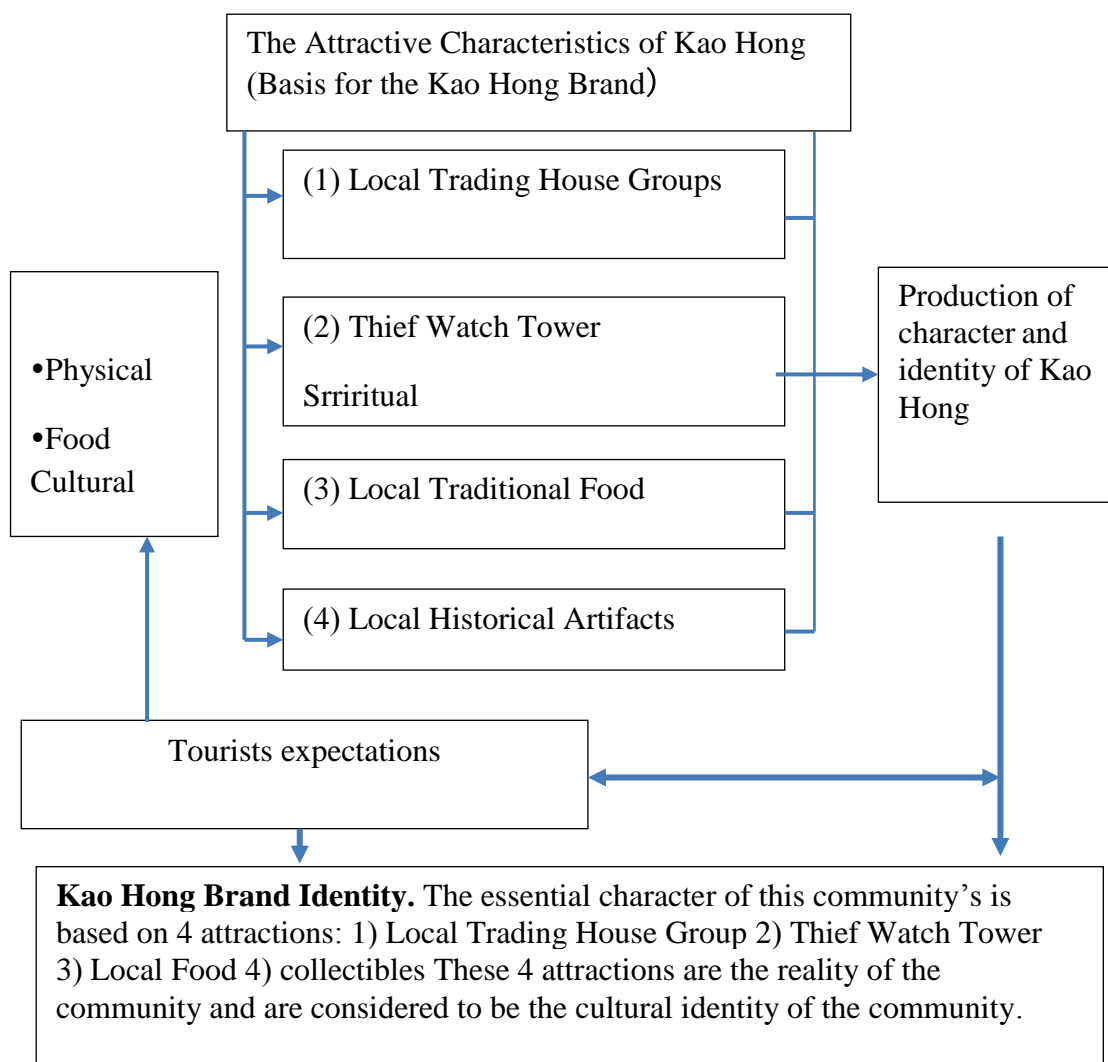 The Attractive Characteristics of Kao Hong
(Basis for the Kao Hong Brand)
(1) Local Trading House Groups
(2) Thief Watch Tower
Srriritual
(3) Local Traditional Food
(4) Local Historical Artifacts
•Physical
•Food
Cultural
Production of
character and
identity of Kao
Hong
Tourists expectations
Kao Hong Brand Identity. The essential character of this community’s is
based on 4 attractions: 1) Local Trading House Group 2) Thief Watch Tower
3) Local Food 4) collectibles These 4 attractions are the reality of the
community and are considered to be the cultural identity of the community.